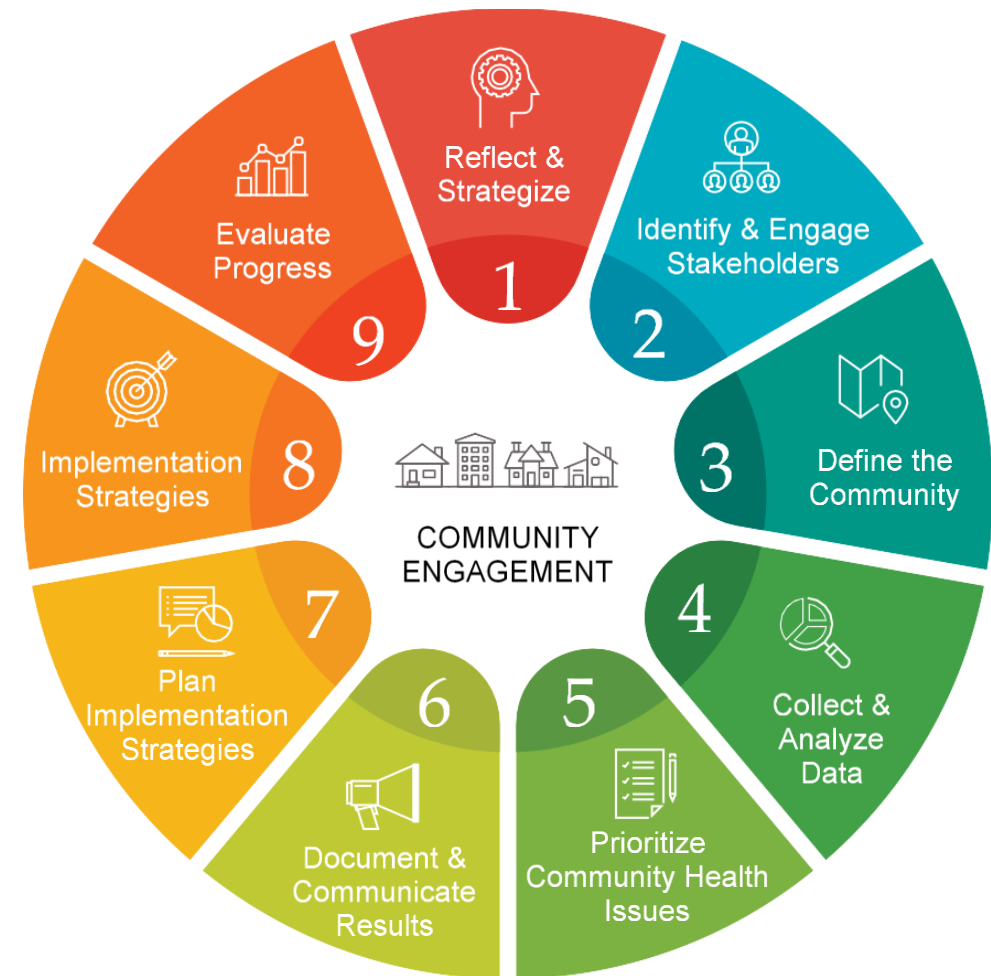 Reflect &
Strategize
1
Identify & Engage
Stakeholders
2
Define the
Community
3
Collect &
Analyze
Data
4
Prioritize
Community Health
Issues
5
Document &
Communicate
Results
6
Plan
Implementation
Strategies
7
Implementation
Strategies
8
Evaluate
Progress
9
COMMUNITY
ENGAGEMENT